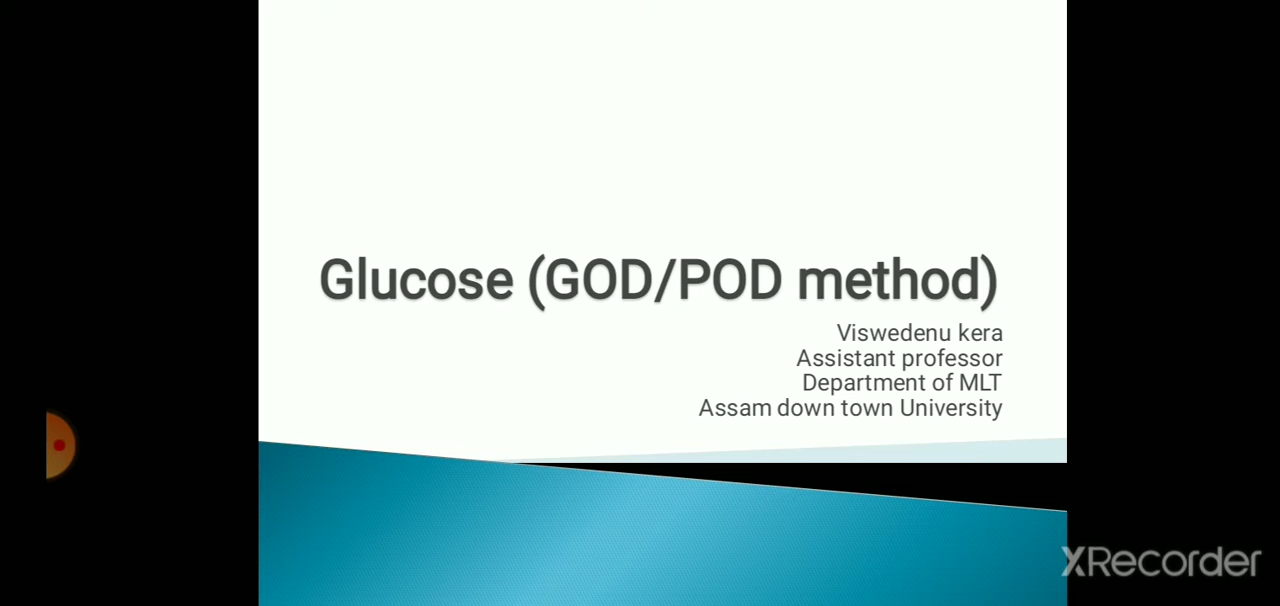 Glucose (GOD/POD method)
Viswedenu kera
Assistant professor
Department of MLT
Assam down town University
XRecorder